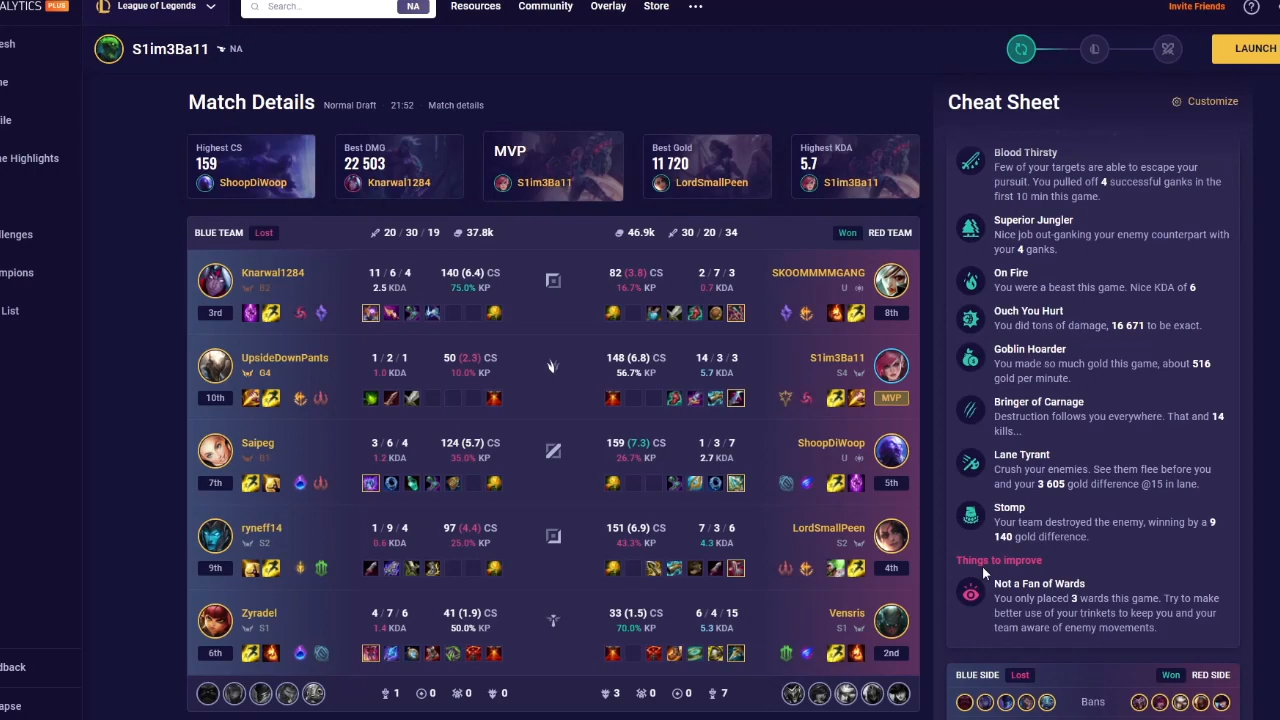 ALYTICS PLUS
League of Legends
Search...
NA
Resources
Community
Overlay
Store
Invite Friends
S1im3Ba11
NA
LAUNCH
esh
ne
file
ne Highlights
llenges
mpions
List
dback
apse
Match Details
Normal Draft
21:52
Match details
Highest CS
159
ShoopDiWoop
Best DMG
22 503
Knarwal1284
MVP
S1im3Ba11
Best Gold
11 720
LordSmallPeen
Highest KDA
5.7
S1im3Ba11
BLUE TEAM Lost
20 / 30 / 19
37.8k
46.9k
30 / 20 / 34
Won RED TEAM
Knarwal1284
11 / 6 / 4
140 (6.4) CS
82 (3.8) CS
2 / 7 / 3
SKOOMMMMGANG
B2
2.5 KDA
75.0% KP
16.7% KP
0.7 KDA
U
3rd
8th
UpsideDownPants
1 / 2 / 1
50 (2.3) CS
148 (6.8) CS
14 / 3 / 3
S1im3Ba11
G4
1.0 KDA
10.0% KP
56.7% KP
5.7 KDA
S4
10th
MVP
Saipeg
3 / 6 / 4
124 (5.7) CS
159 (7.3) CS
1 / 3 / 7
ShoopDiWoop
B1
1.2 KDA
35.0% KP
26.7% KP
2.7 KDA
U
7th
5th
ryneff14
1 / 9 / 4
97 (4.4) CS
151 (6.9) CS
7 / 3 / 6
LordSmallPeen
S2
0.6 KDA
25.0% KP
43.3% KP
4.3 KDA
S2
9th
4th
Zyradel
4 / 7 / 6
41 (1.9) CS
33 (1.5) CS
6 / 4 / 15
Vensris
S1
1.4 KDA
50.0% KP
70.0% KP
5.3 KDA
S1
6th
2nd
1
0
0
0
3
0
0
7
Cheat Sheet
Customize
Blood Thirsty
Few of your targets are able to escape your
pursuit. You pulled off 4 successful ganks in the
first 10 min this game.
Superior Jungler
Nice job out-ganking your enemy counterpart with
your 4 ganks.
On Fire
You were a beast this game. Nice KDA of 6
Ouch You Hurt
You did tons of damage, 16 671 to be exact.
Goblin Hoarder
You made so much gold this game, about 516
gold per minute.
Bringer of Carnage
Destruction follows you everywhere. That and 14
kills...
Lane Tyrant
Crush your enemies. See them flee before you
and your 3 605 gold difference @15 in lane.
Stomp
Your team destroyed the enemy, winning by a 9
140 gold difference.
Things to improve
Not a Fan of Wards
You only placed 3 wards this game. Try to make
better use of your trinkets to keep you and your
team aware of enemy movements.
BLUE SIDE Lost
Won RED SIDE
Bans